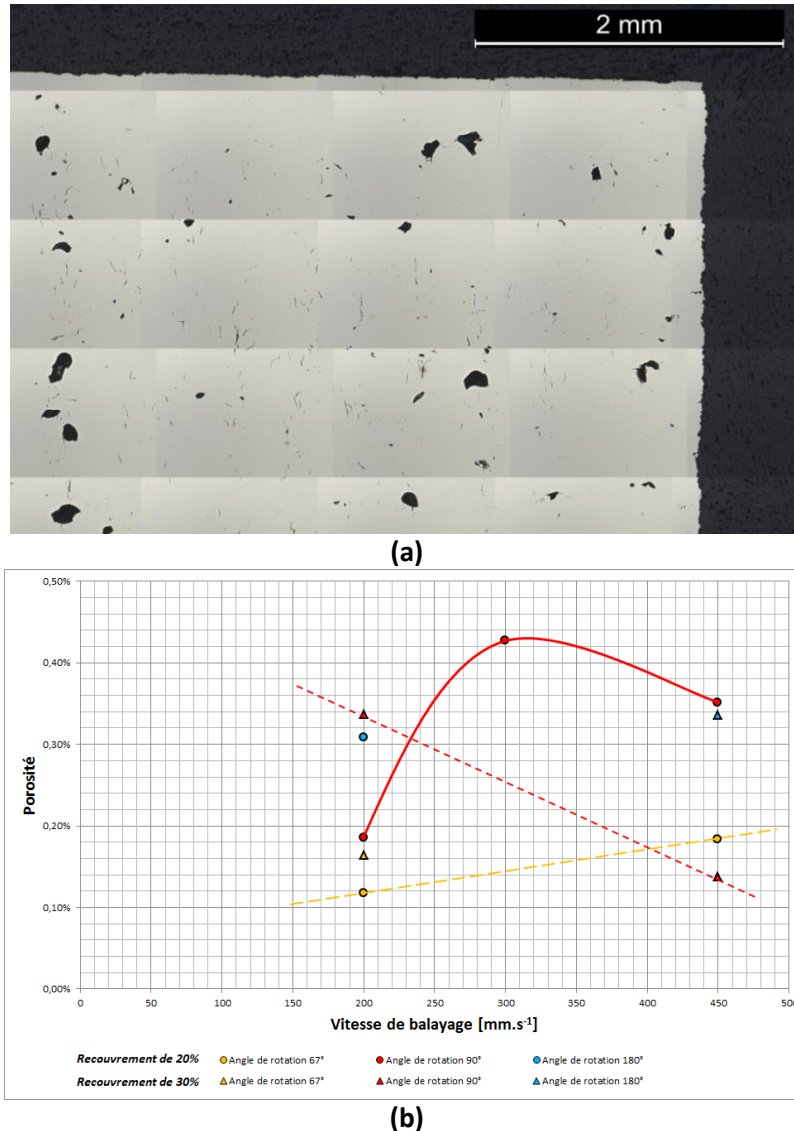 2 mm
(a)
0,50%
0,40%
0,30%
0,20%
0,10%
0,00%
Porosité
0 50 100 150 200 250 300 350 400 450 500
Vitesse de balayage [mm.s⁻¹]
Recouvrement de 20% Angle de rotation 67° Angle de rotation 90° Angle de rotation 180°
Recouvrement de 30% Angle de rotation 67° Angle de rotation 90° Angle de rotation 180°
(b)